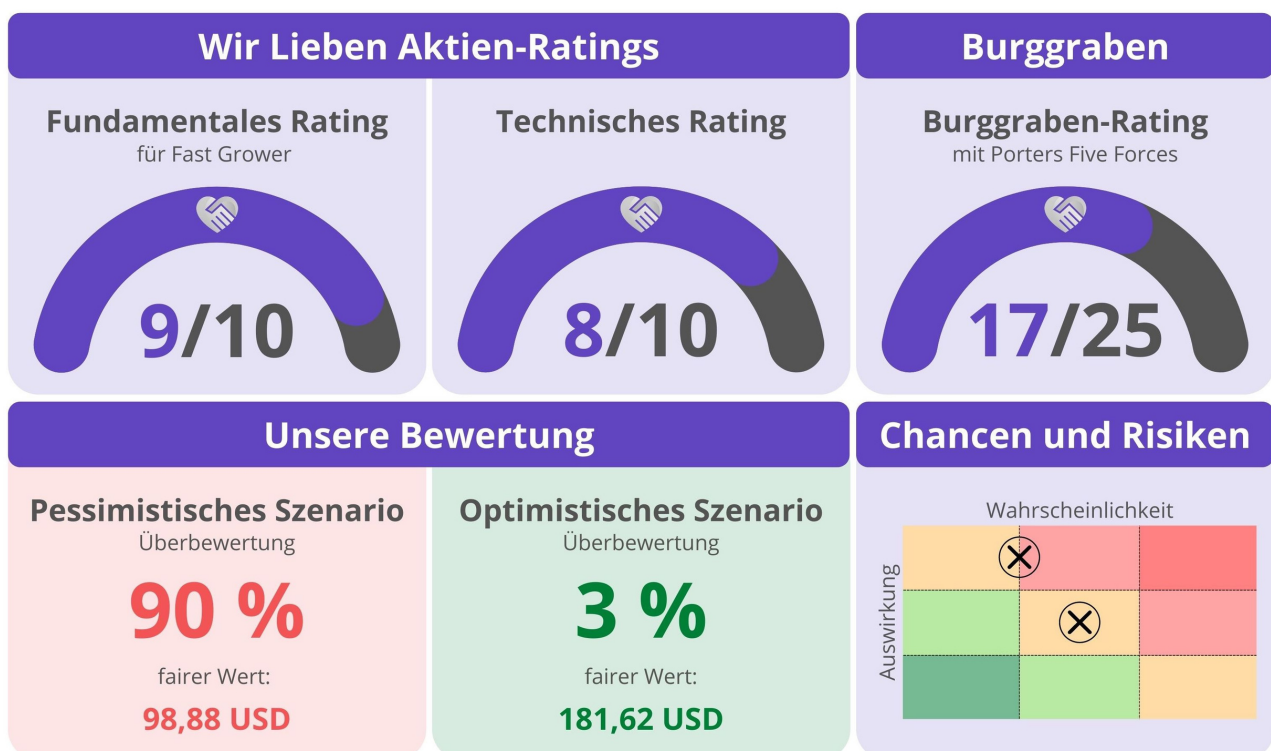 Wir Lieben Aktien-Ratings
Burggraben
Fundamentales Rating
für Fast Grower
9/10
Technisches Rating
8/10
Burggraben-Rating
mit Porters Five Forces
17/25
Unsere Bewertung
Chancen und Risiken
Pessimistisches Szenario
Überbewertung
90 %
fairer Wert:
98,88 USD
Optimistisches Szenario
Überbewertung
3 %
fairer Wert:
181,62 USD
Wahrscheinlichkeit
Auswirkung